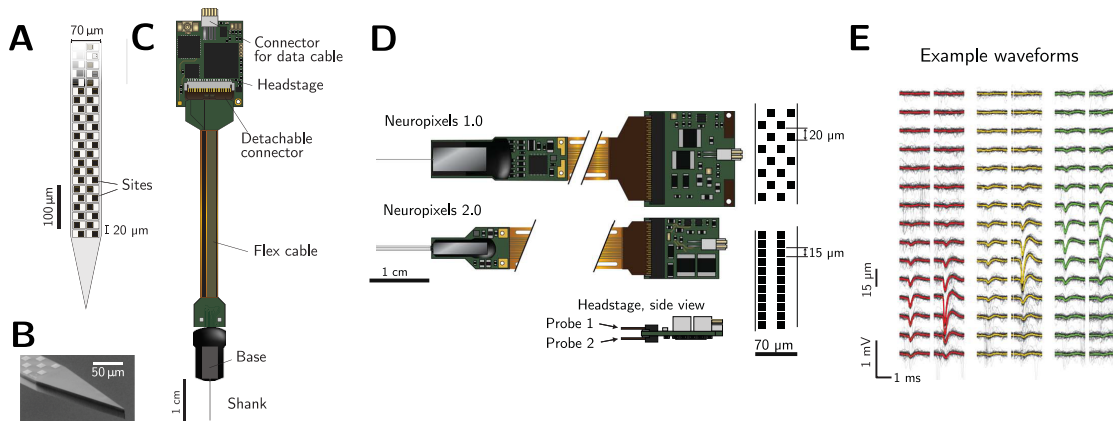 A
70 µm
100 µm
Sites
20 µm
B
50 µm
C
Connector
for data cable
Headstage
Detachable
connector
Flex cable
Base
1 cm
Shank
D
Neuropixels 1.0
20 µm
Neuropixels 2.0
1 cm
15 µm
Headstage, side view
Probe 1
Probe 2
70 µm
E
Example waveforms
15 µm
1 mV
1 ms